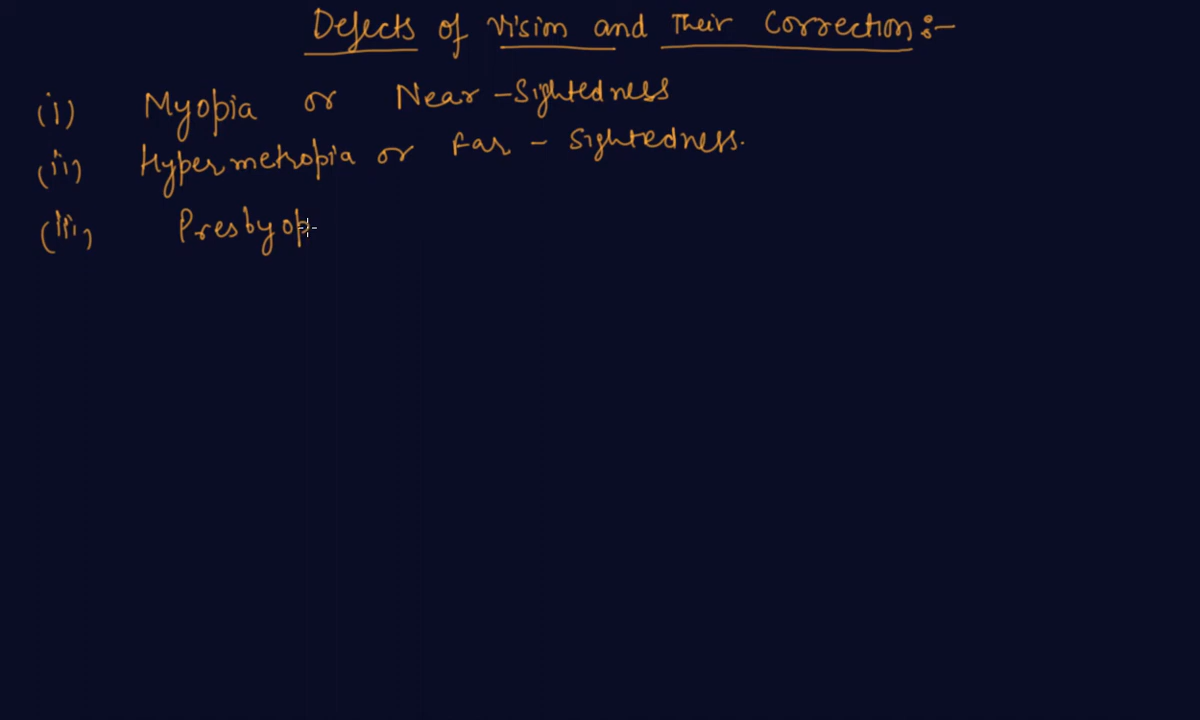 Defects of Vision and Their Correction:-
(i) Myopia or Near-Sightedness
(ii) Hypermetropia or Far-Sightedness.
(iii) Presbyop